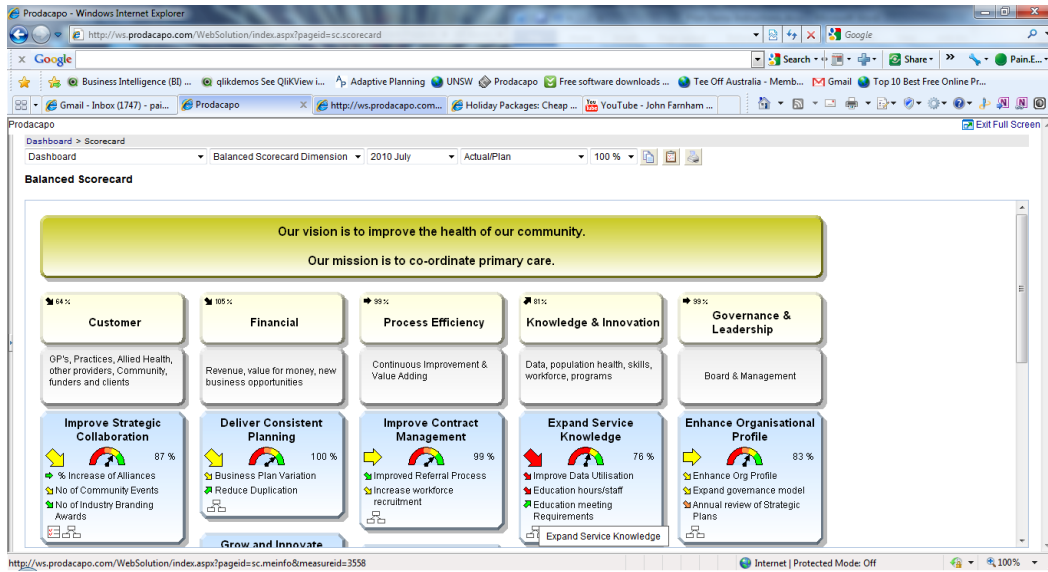 Prodacapo - Windows Internet Explorer
http://ws.prodacapo.com/WebSolution/index.aspx?pageid=sc.scorecard
Google
x Google
Search
Share
»
Pain.E...
Business Intelligence (BI) ...
qlikdemos See QlikView i...
Adaptive Planning
UNSW
Prodacapo
Free software downloads ...
Tee Off Australia - Memb...
Gmail
Top 10 Best Free Online Pr...
Gmail - Inbox (1747) - pai...
Prodacapo
x
http://ws.prodacapo.com...
Holiday Packages: Cheap ...
YouTube - John Farnham ...
Prodacapo
Exit Full Screen
Dashboard > Scorecard
Dashboard
Balanced Scorecard Dimension
2010 July
Actual/Plan
100 %
Balanced Scorecard
Our vision is to improve the health of our community.
Our mission is to co-ordinate primary care.
64%
Customer
105%
Financial
99%
Process Efficiency
81%
Knowledge & Innovation
99%
Governance &
Leadership
GP's, Practices, Allied Health,
other providers, Community,
funders and clients
Revenue, value for money, new
business opportunities
Continuous Improvement &
Value Adding
Data, population health, skills,
workforce, programs
Board & Management
Improve Strategic
Collaboration
87 %
% Increase of Alliances
No of Community Events
No of Industry Branding
Awards
Deliver Consistent
Planning
100 %
Business Plan Variation
Reduce Duplication
Improve Contract
Management
99 %
Improved Referral Process
Increase workforce
recruitment
Expand Service
Knowledge
76 %
Improve Data Utilisation
Education hours/staff
Education meeting
Requirements
Expand Service Knowledge
Enhance Organisational
Profile
83 %
Enhance Org Profile
Expand governance model
Annual review of Strategic
Plans
Grow and Innovate
http://ws.prodacapo.com/WebSolution/index.aspx?pageid=sc.meinfo&measureid=3558
Internet | Protected Mode: Off
100%